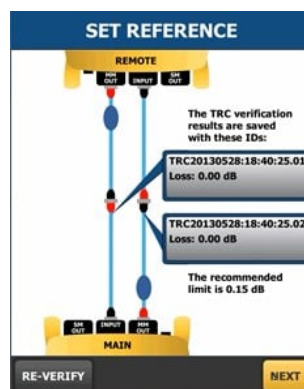 SET REFERENCE
REMOTE
MM OUT
INPUT
SM OUT
The TRC verification
results are saved
with these IDs:
TRC20130528:18:40:25.01
Loss: 0.00 dB
TRC20130528:18:40:25.02
Loss: 0.00 dB
The recommended
limit is 0.15 dB
SM OUT
INPUT
MM OUT
MAIN
RE-VERIFY
NEXT